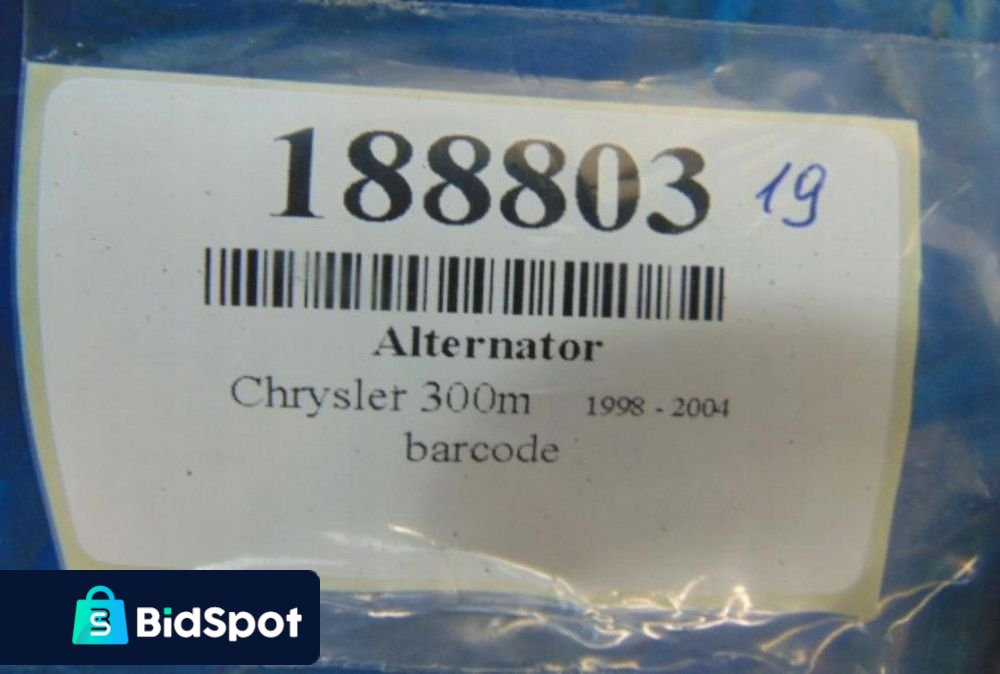 188803 19
Alternator
Chrysler 300m 1998 - 2004
barcode
BidSpot